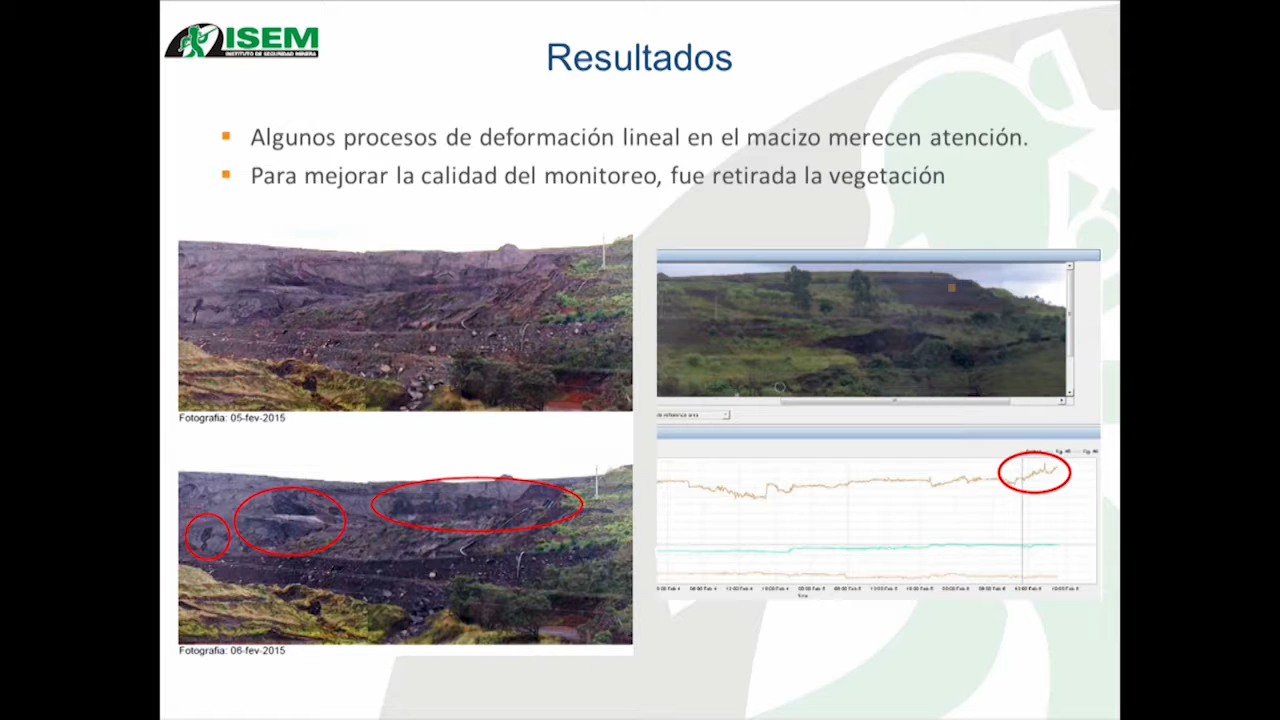 ISEM
INSTITUTO DE SEGURIDAD MINERA
Resultados
Algunos procesos de deformación lineal en el macizo merecen atención.
Para mejorar la calidad del monitoreo, fue retirada la vegetación
Fotografia: 05-fev-2015
Fotografia: 06-fev-2015